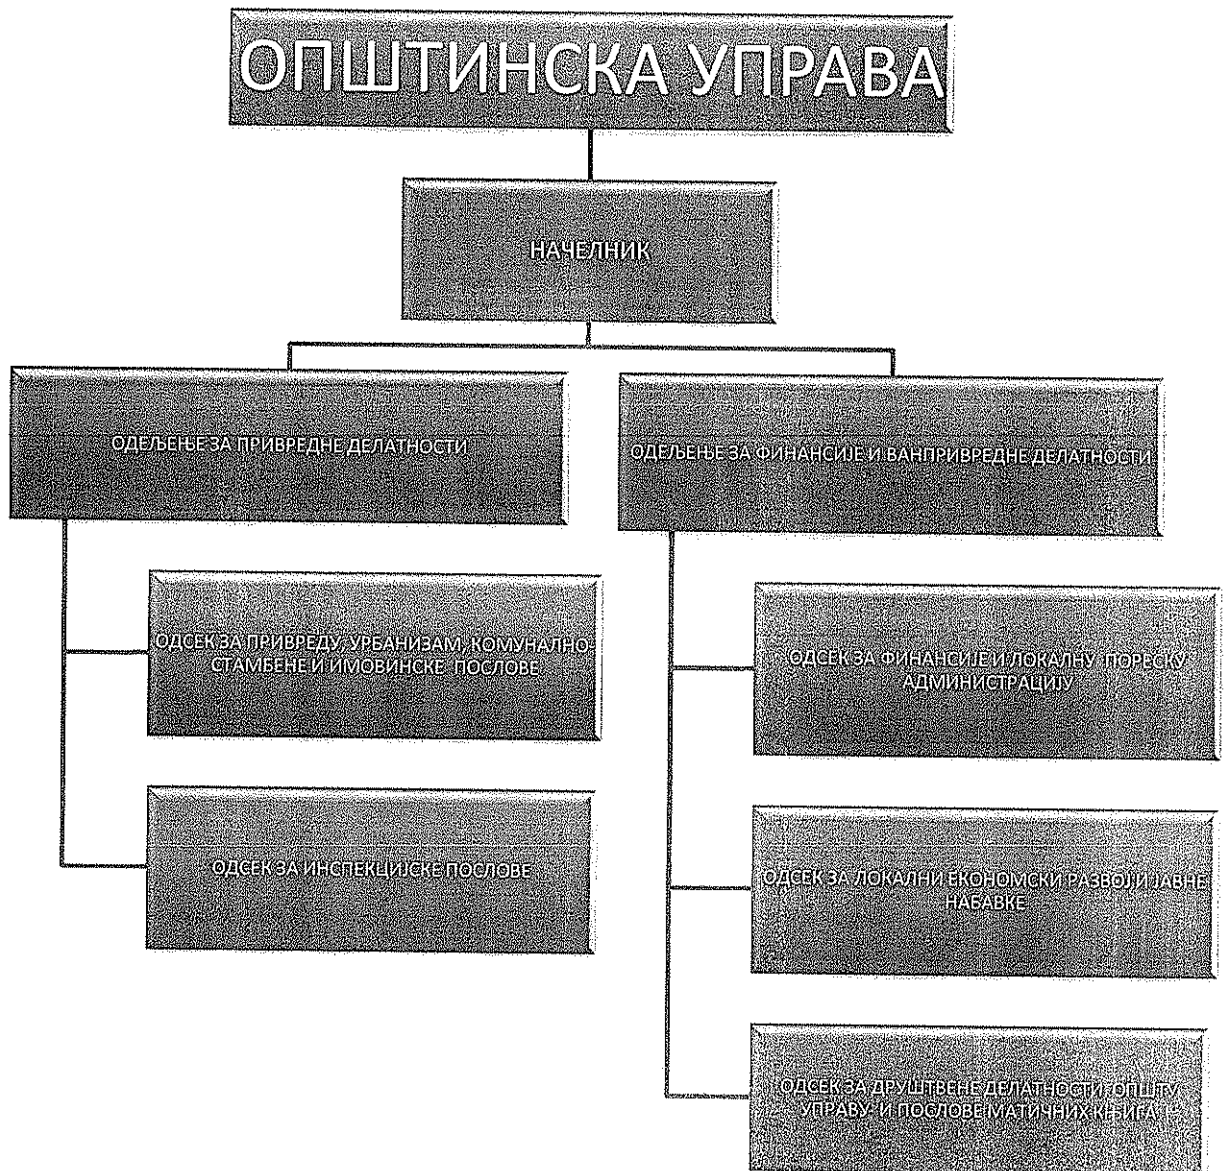 ОПШТИНСКА УПРАВА
НАЧЕЛНИК
ОДЕЉЕЊЕ ЗА ПРИВРЕДНЕ ДЕЛАТНОСТИ
ОДЕЉЕЊЕ ЗА ФИНАНСИЈЕ И ВАНПРИВРЕДНЕ ДЕЛАТНОСТИ
ОДСЕК ЗА ПРИВРЕДУ, УРБАНИЗАМ, КОМУНАЛНО-
СТАМБЕНЕ И ИМОВИНСКЕ ПОСЛОВЕ
ОДСЕК ЗА ИНСПЕКЦИЈСКЕ ПОСЛОВЕ
ОДСЕК ЗА ФИНАНСИЈЕ И ЛОКАЛНУ ПОРЕСКУ
АДМИНИСТРАЦИЈУ
ОДСЕК ЗА ЛОКАЛНИ ЕКОНОМСКИ РАЗВОЈ И ЈАВНЕ
НАБАВКЕ
ОДСЕК ЗА ДРУШТВЕНЕ ДЕЛАТНОСТИ, ОПШТУ
УПРАВУ И ПОСЛОВЕ МАТИЧНИХ КЊИГА